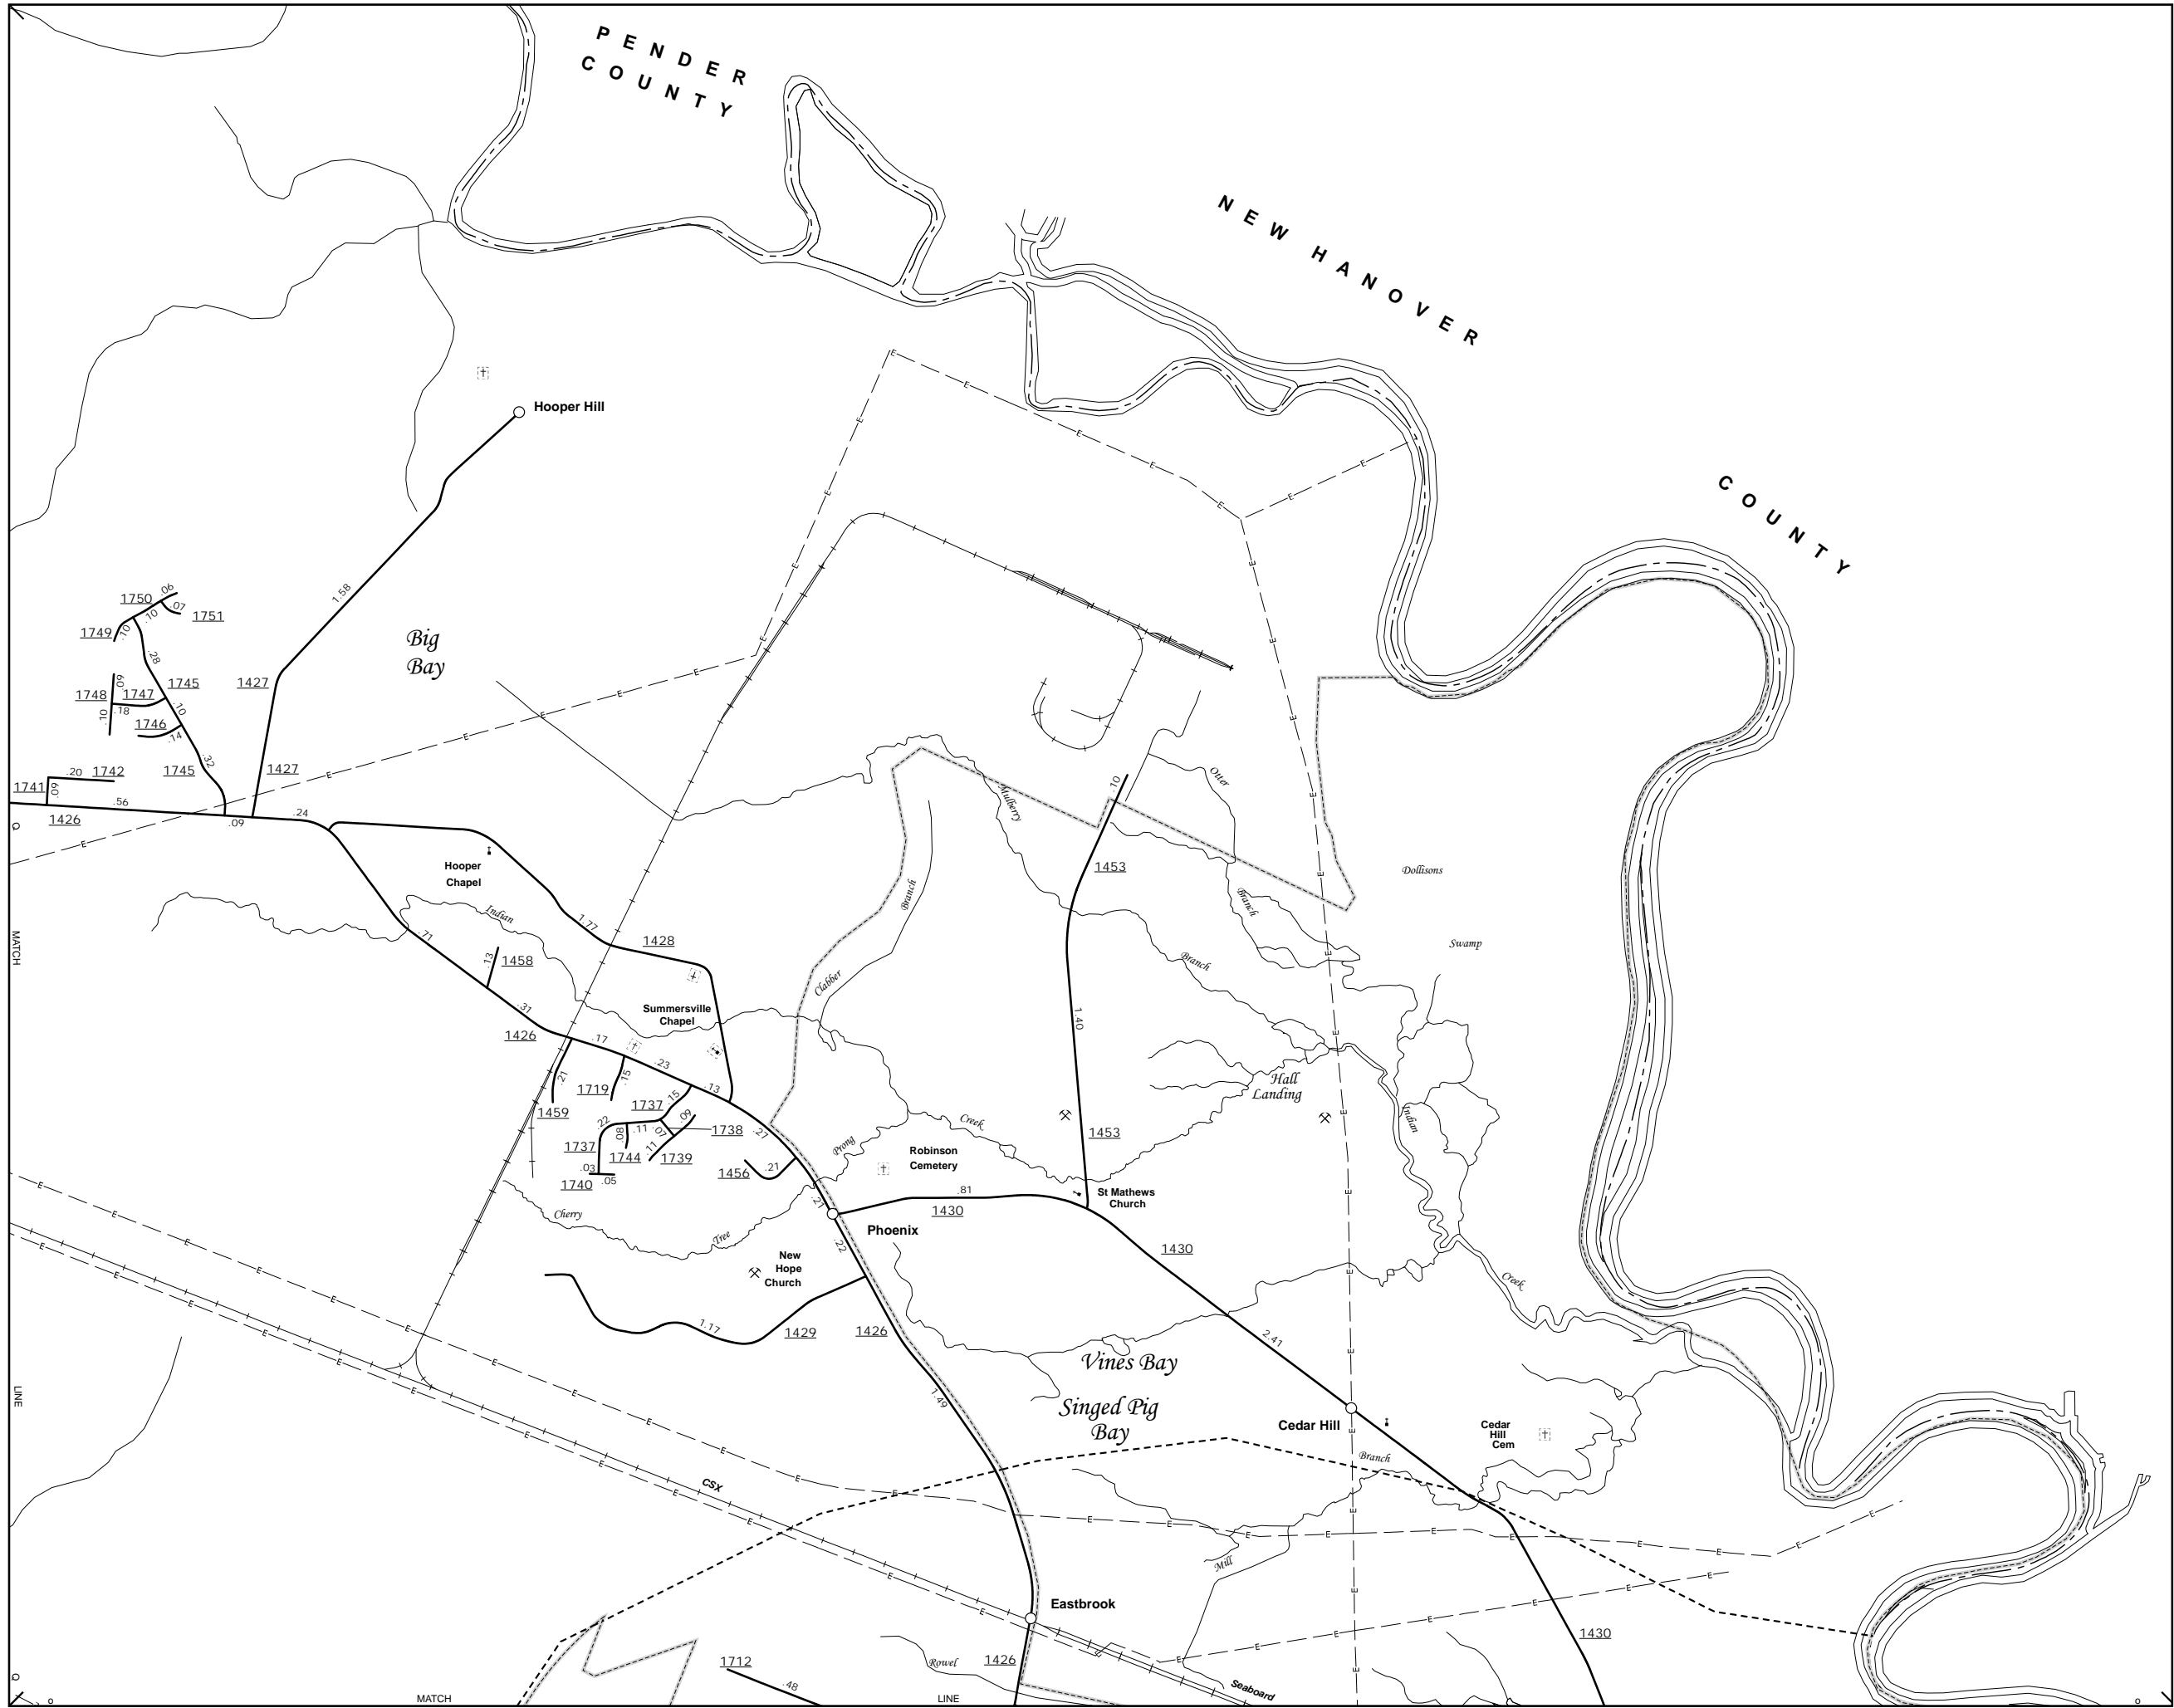 PENDER
COUNTY
NEW HANOVER
COUNTY
Hooper Hill
1.58
1750
.06
.07
.10
1751
1749
.10
.28
Big
Bay
1745
1427
1748
.09
1747
.18
.10
.10
1746
.14
.32
1745
1427
1741
.20
1742
.09
.56
1426
.09
.24
Otter
Mulberry
.10
1453
Hooper
Chapel
Indian
Branch
Branch
Dollisons
Swamp
.71
1.77
1428
.13
1458
Clabber
Branch
MATCH
.31
1426
Summersville
Chapel
1.40
.17
.23
.13
.21
.15
1719
1459
1737
.15
.09
.22
.11
.07
.08
.11
1738
1737
1744
1739
.03
.05
1740
.27
.21
1456
Prong
Creek
Robinson
Cemetery
1453
Hall
Landing
Indian
St Mathews
Church
.81
1430
.21
Cherry
Tree
Phoenix
.22
New
Hope
Church
1430
Creek
1.17
1429
1426
2.41
Vines Bay
Singed Pig
Bay
1.49
LINE
Cedar Hill
Cedar
Hill
Cem
Branch
CSX
Mill
Eastbrook
1430
1712
.48
Rowel
1426
Seaboard
MATCH
LINE